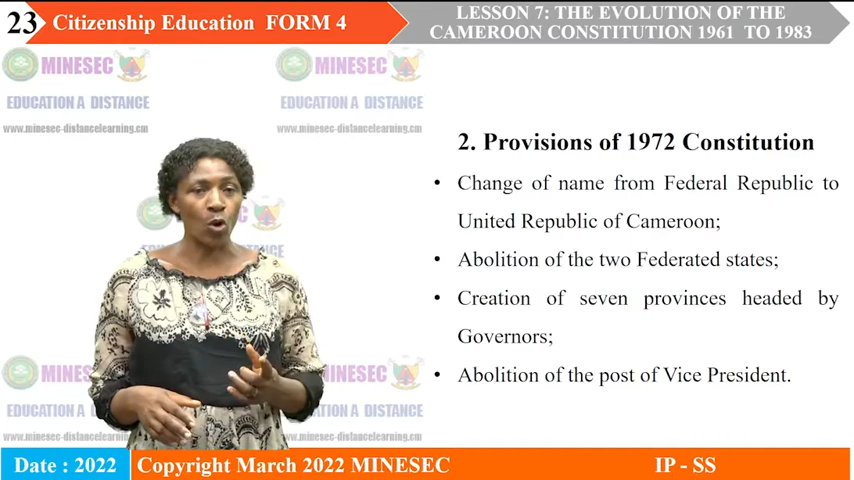 23
Citizenship Education FORM 4
LESSON 7: THE EVOLUTION OF THE
CAMEROON CONSTITUTION 1961 TO 1983
MINESEC
MINESEC
EDUCATION A DISTANCE
EDUCATION A DISTANCE
www.minesec-distancelearning.cm
www.minesec-distancelearning.cm
2. Provisions of 1972 Constitution
• Change of name from Federal Republic to
United Republic of Cameroon;
• Abolition of the two Federated states;
• Creation of seven provinces headed by
Governors;
• Abolition of the post of Vice President.
MINESEC
MINESEC
EDUCATION
TION A DISTANCE
www.minesec-dis
distancelearning.cm
Date : 2022
Copyright March 2022 MINESEC
IP - SS